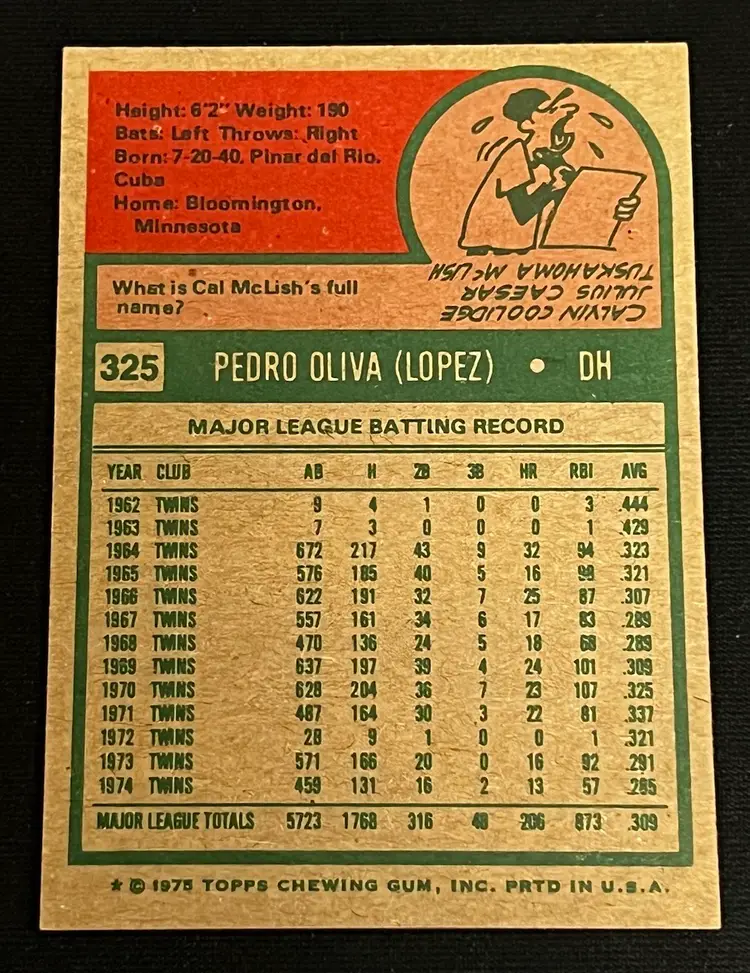 Height: 6'2" Weight: 190
Bats: Left Throws: Right
Born: 7-20-40, Pinar del Rio,
Cuba
Home: Bloomington,
Minnesota
What is Cal McLish's full
name?
CALVIN COOLIDGE
JULIUS CAESAR
TUSKAHOMA McLISH
325 PEDRO OLIVA (LOPEZ) • DH
MAJOR LEAGUE BATTING RECORD
YEAR CLUB AB H 2B 3B HR RBI AVG
1962 TWINS 9 4 1 0 0 3 .444
1963 TWINS 7 3 0 0 0 1 .429
1964 TWINS 672 217 43 9 32 94 .323
1965 TWINS 576 185 40 5 16 98 .321
1966 TWINS 622 191 32 7 25 87 .307
1967 TWINS 557 161 34 6 17 83 .289
1968 TWINS 470 136 24 5 18 68 .289
1969 TWINS 637 197 39 4 24 101 .309
1970 TWINS 628 204 36 7 23 107 .325
1971 TWINS 487 164 30 3 22 81 .337
1972 TWINS 28 9 1 0 0 1 .321
1973 TWINS 571 166 20 0 16 92 .291
1974 TWINS 459 131 16 2 13 57 .285
MAJOR LEAGUE TOTALS 5723 1768 316 48 206 873 .309
★ © 1975 TOPPS CHEWING GUM, INC. PRTD IN U.S.A.